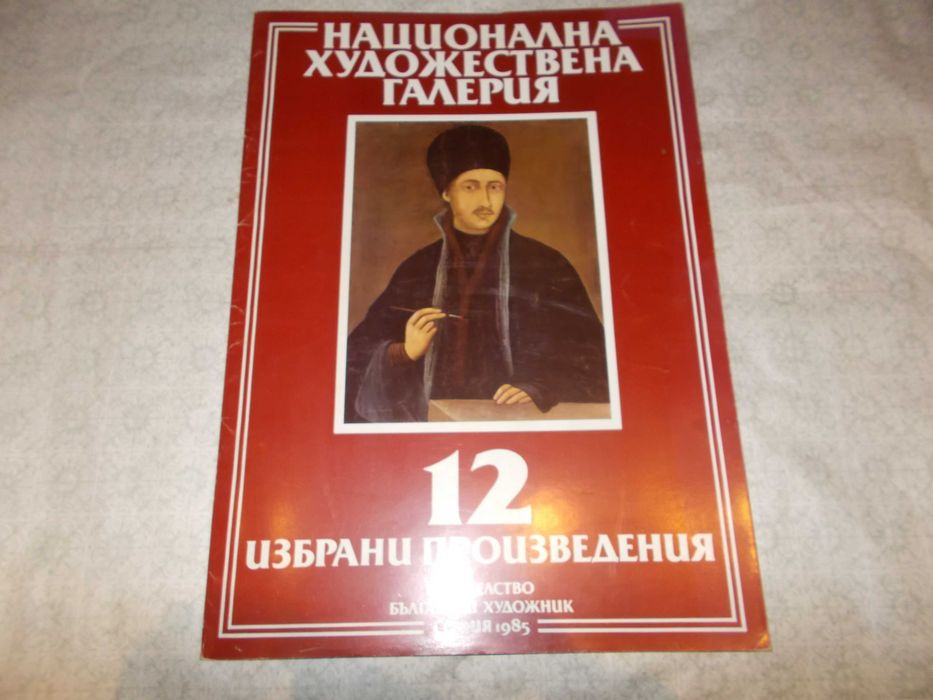 НАЦИОНАЛНА
ХУДОЖЕСТВЕНА
ГАЛЕРИЯ
12
ИЗБРАНИ ПРОИЗВЕДЕНИЯ
ХУДОЖНИК
1985